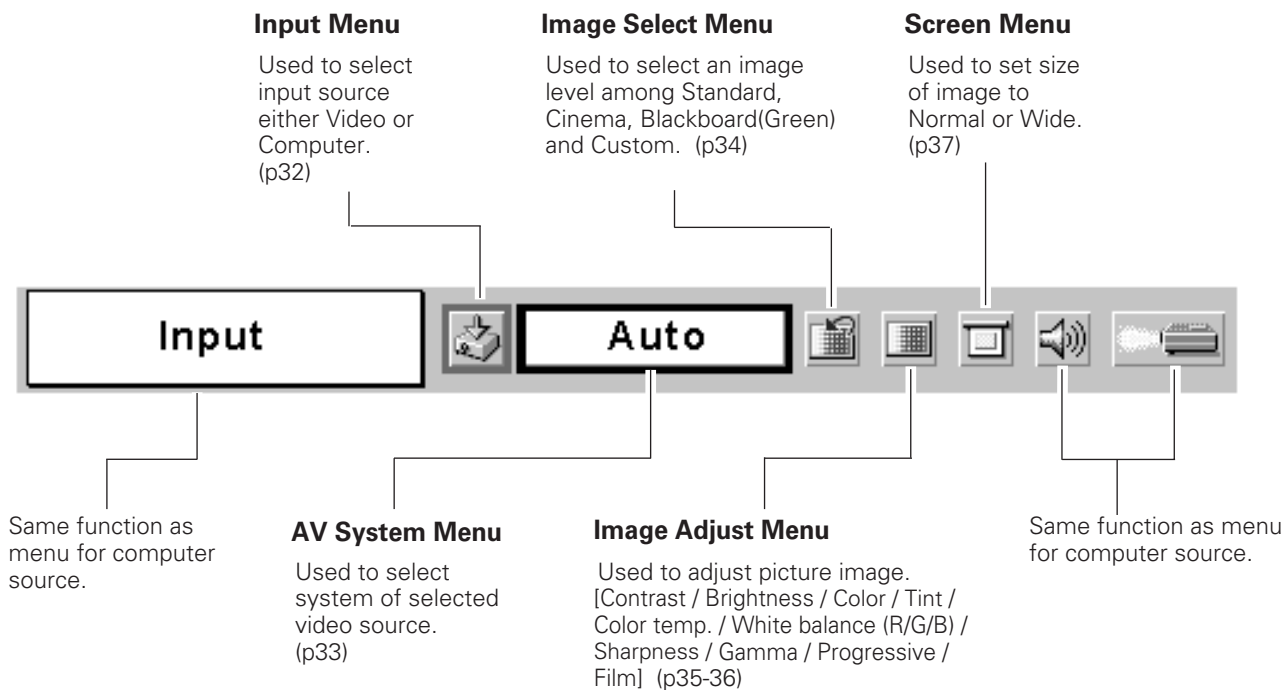 Input Menu
Used to select
input source
either Video or
Computer.
(p32)
Image Select Menu
Used to select an image
level among Standard,
Cinema, Blackboard(Green)
and Custom. (p34)
Screen Menu
Used to set size
of image to
Normal or Wide.
(p37)
Input
Auto
Same function as
menu for computer
source.
AV System Menu
Used to select
system of selected
video source.
(p33)
Image Adjust Menu
Used to adjust picture image.
[Contrast / Brightness / Color / Tint /
Color temp. / White balance (R/G/B) /
Sharpness / Gamma / Progressive /
Film] (p35-36)
Same function as menu
for computer source.